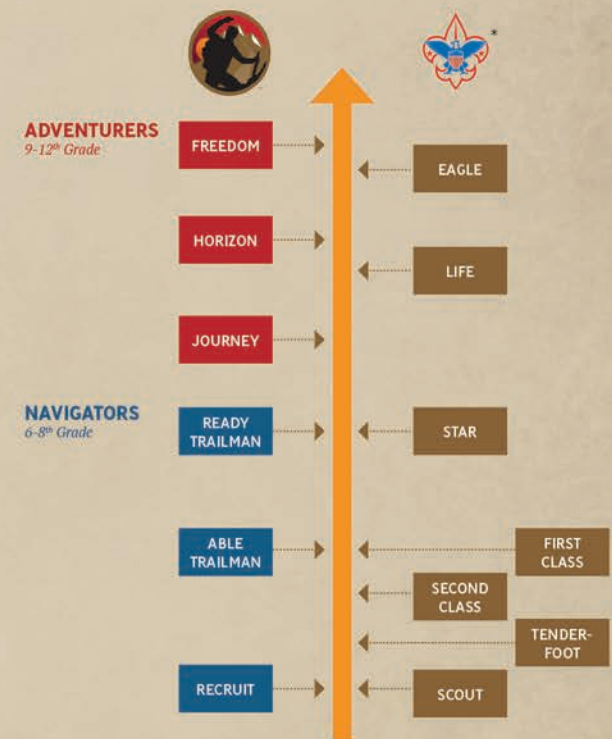 *
ADVENTURERS
9-12th Grade
FREEDOM
EAGLE
HORIZON
LIFE
JOURNEY
NAVIGATORS
6-8th Grade
READY
TRAILMAN
STAR
ABLE
TRAILMAN
FIRST
CLASS
SECOND
CLASS
TENDER-
FOOT
RECRUIT
SCOUT